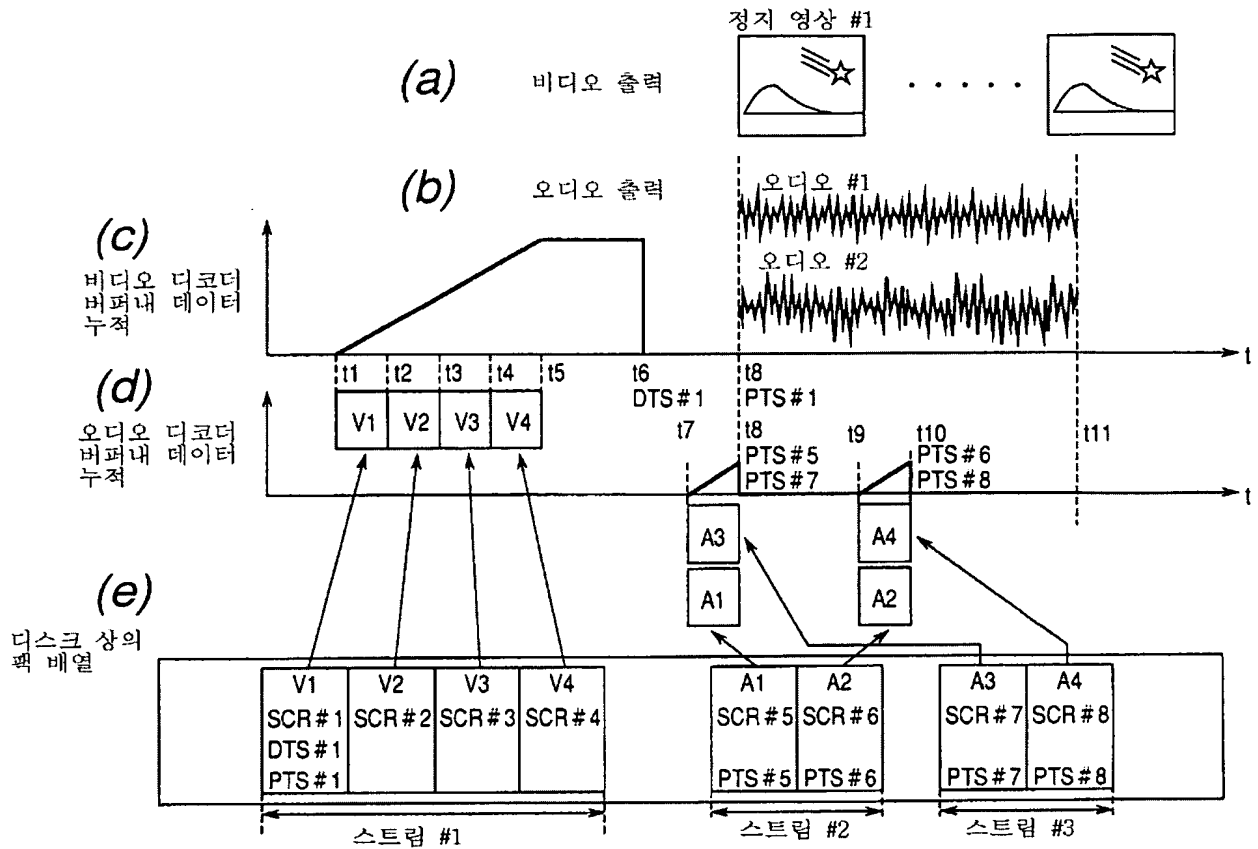 정지 영상 #1
(a)
비디오 출력
(b)
오디오 출력
오디오 #1
오디오 #2
(c)
비디오 디코더
버퍼내 데이터
누적
t
t1 t2 t3 t4 t5 t6 t8
DTS#1 PTS#1
V1 V2 V3 V4
(d)
오디오 디코더
버퍼내 데이터
누적
t7 t8 t9 t10 t11
PTS#5 PTS#6
PTS#7 PTS#8
t
A3 A4
A1 A2
(e)
디스크 상의
팩 배열
V1 V2 V3 V4 A1 A2 A3 A4
SCR#1 SCR#2 SCR#3 SCR#4 SCR#5 SCR#6 SCR#7 SCR#8
DTS#1
PTS#1 PTS#5 PTS#6 PTS#7 PTS#8
스트림 #1 스트림 #2 스트림 #3